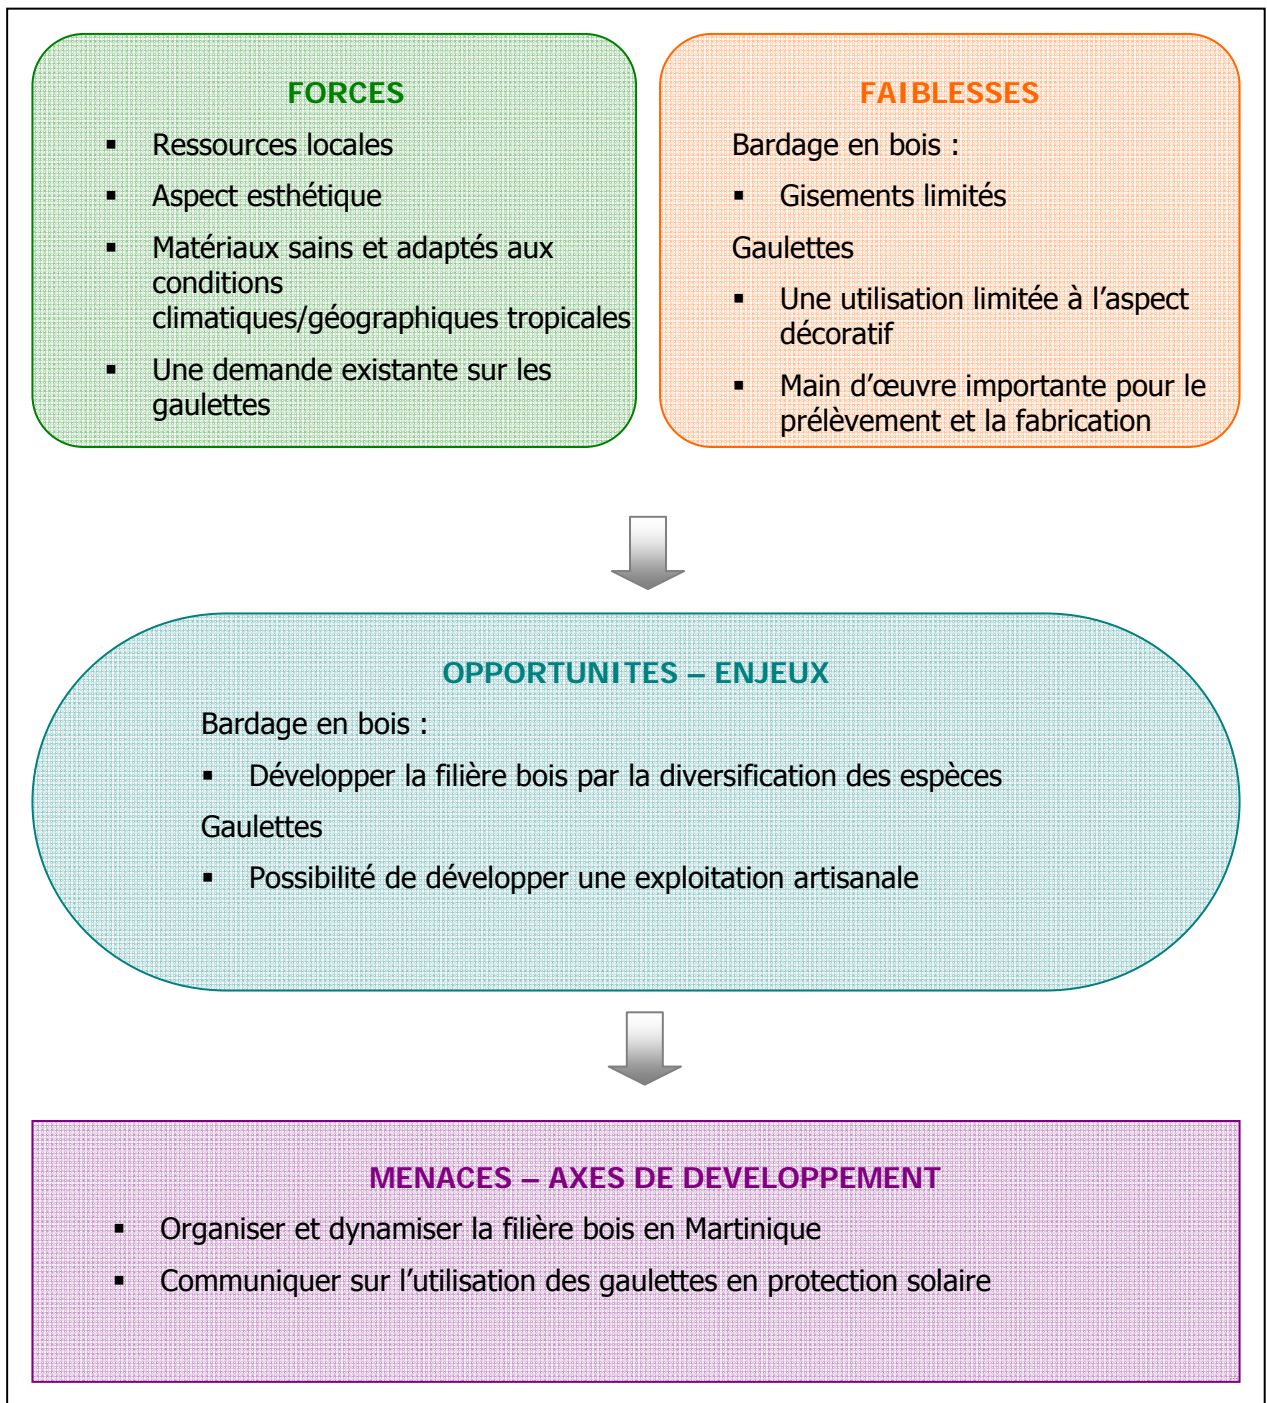 FORCES
▪ Ressources locales
▪ Aspect esthétique
▪ Matériaux sains et adaptés aux
conditions
climatiques/géographiques tropicales
▪ Une demande existante sur les
gaulettes
FAIBLESSES
Bardage en bois :
▪ Gisements limités
Gaulettes
▪ Une utilisation limitée à l’aspect
décoratif
▪ Main d’œuvre importante pour le
prélèvement et la fabrication
OPPORTUNITES – ENJEUX
Bardage en bois :
▪ Développer la filière bois par la diversification des espèces
Gaulettes
▪ Possibilité de développer une exploitation artisanale
MENACES – AXES DE DEVELOPPEMENT
▪ Organiser et dynamiser la filière bois en Martinique
▪ Communiquer sur l’utilisation des gaulettes en protection solaire